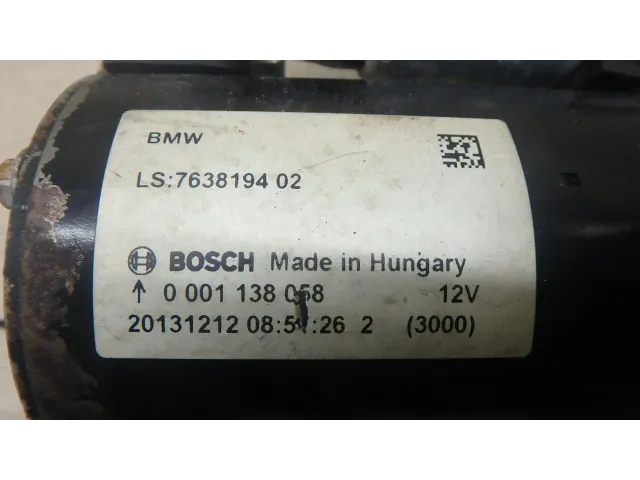 BMW
LS:7638194 02
BOSCH Made in Hungary
↑ 0 001 138 058 12V
20131212 2 (3000)